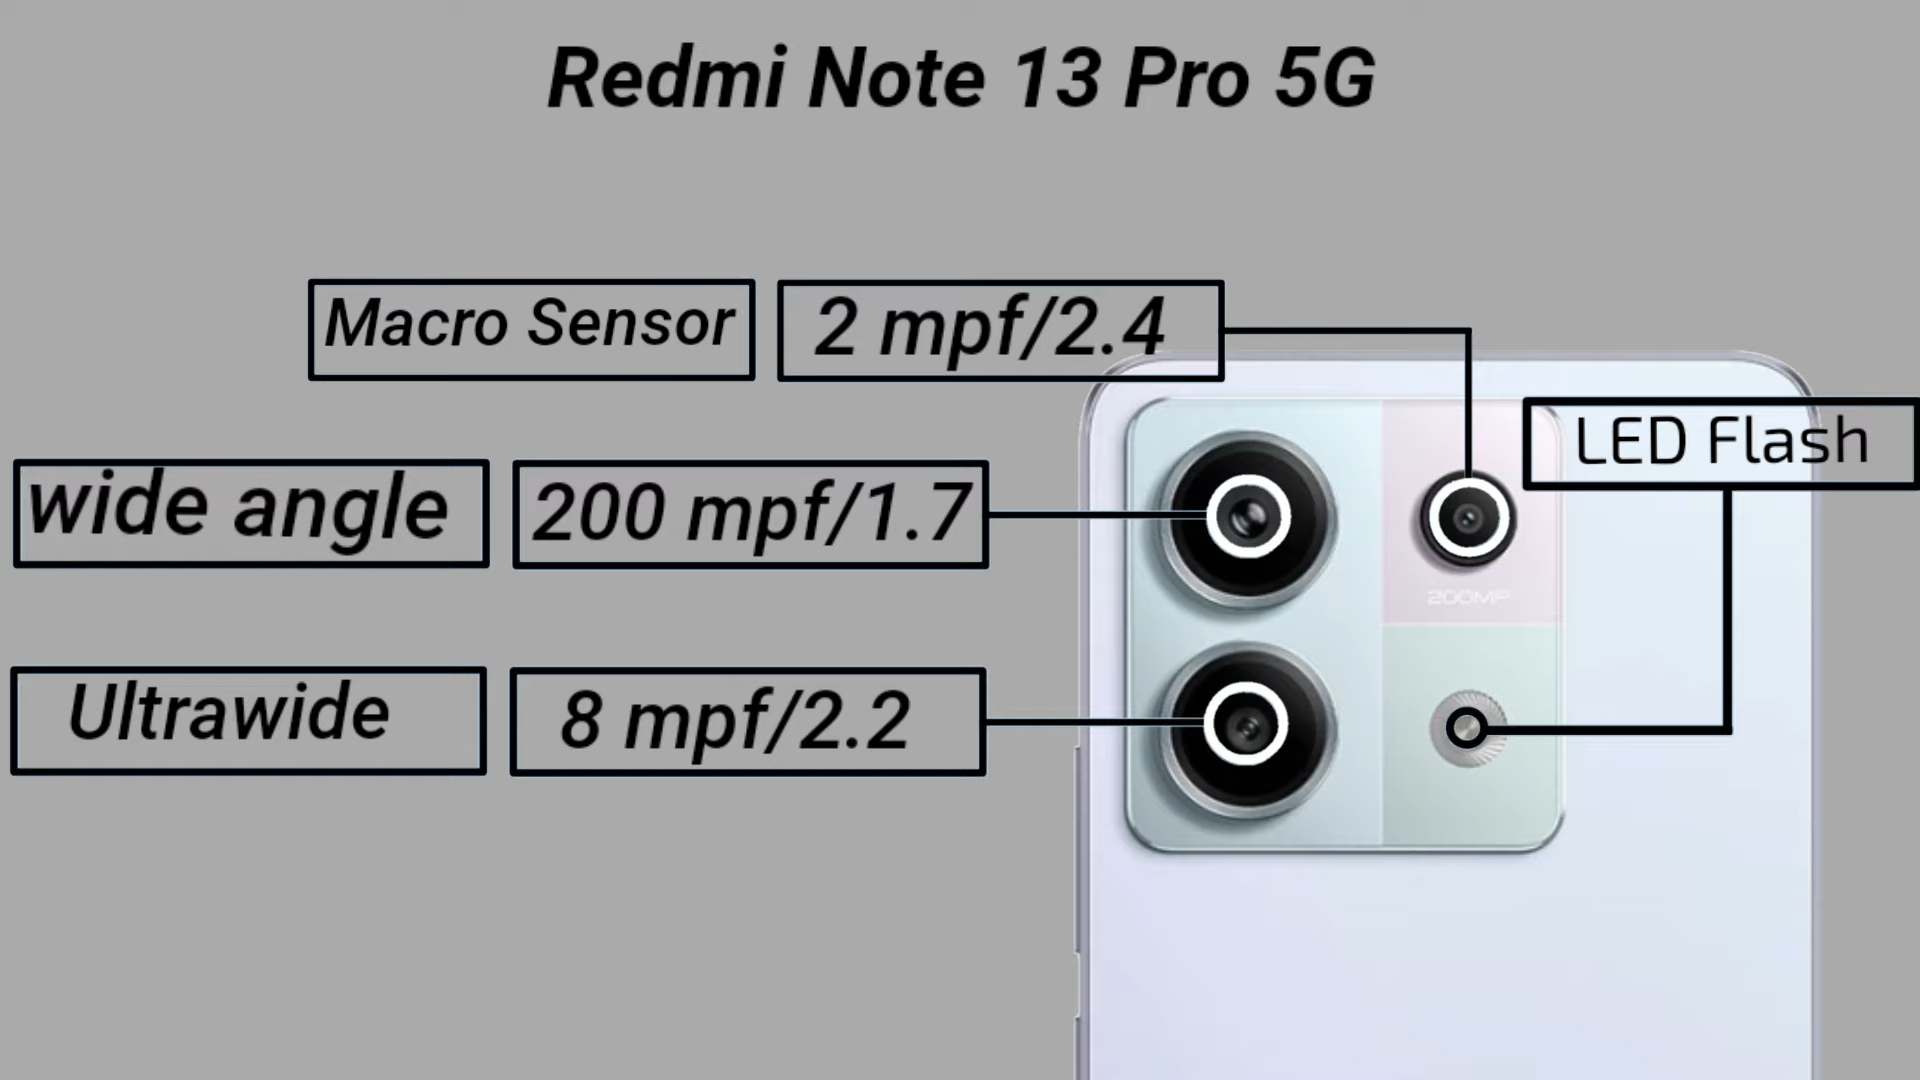 Redmi Note 13 Pro 5G
Macro Sensor
2 mpf/2.4
LED Flash
wide angle
200 mpf/1.7
200MP
Ultrawide
8 mpf/2.2